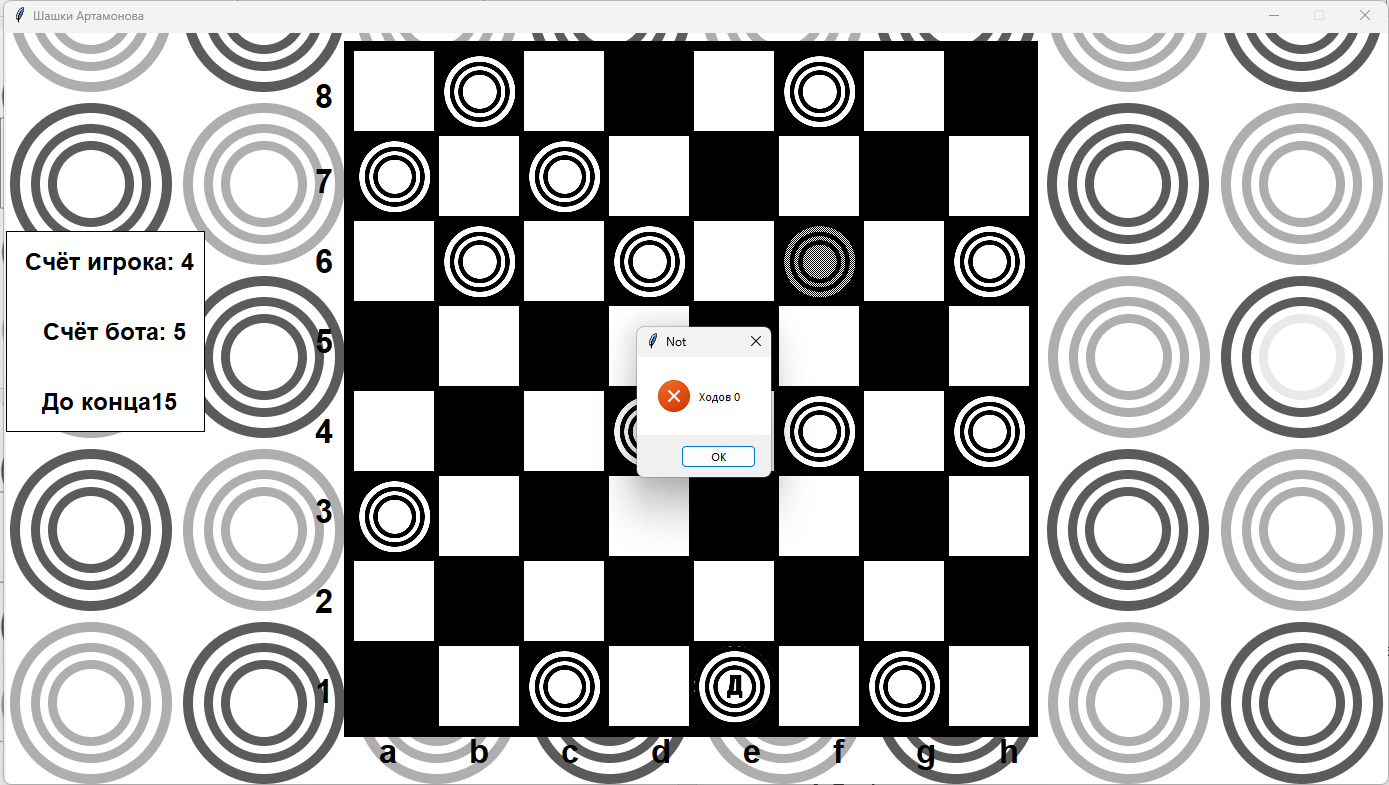 Шашки Артамонова
8
7
6
5
4
3
2
1
Счёт игрока: 4
Счёт бота: 5
До конца15
Not
Ходов 0
OK
Д
a b c d e f g h